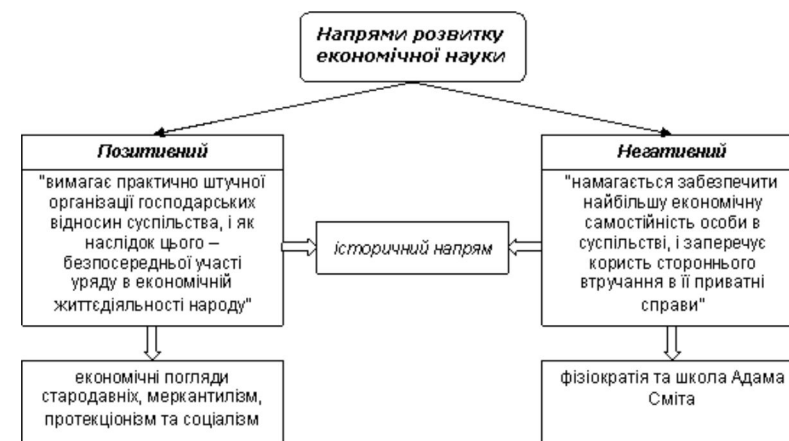 Напрями розвитку
економічної науки
Позитивний
"вимагає практично штучної
організації господарських
відносин суспільства, і як
наслідок цього –
безпосередньої участі
уряду в економічній
життєдіяльності народу"
історичний напрям
Негативний
"намагається забезпечити
найбільшу економічну
самостійність особи в
суспільстві, і заперечує
користь стороннього
втручання в її приватні
справи"
економічні погляди
стародавніх, меркантилізм,
протекціонізм та соціалізм
фізіократія та школа Адама
Сміта